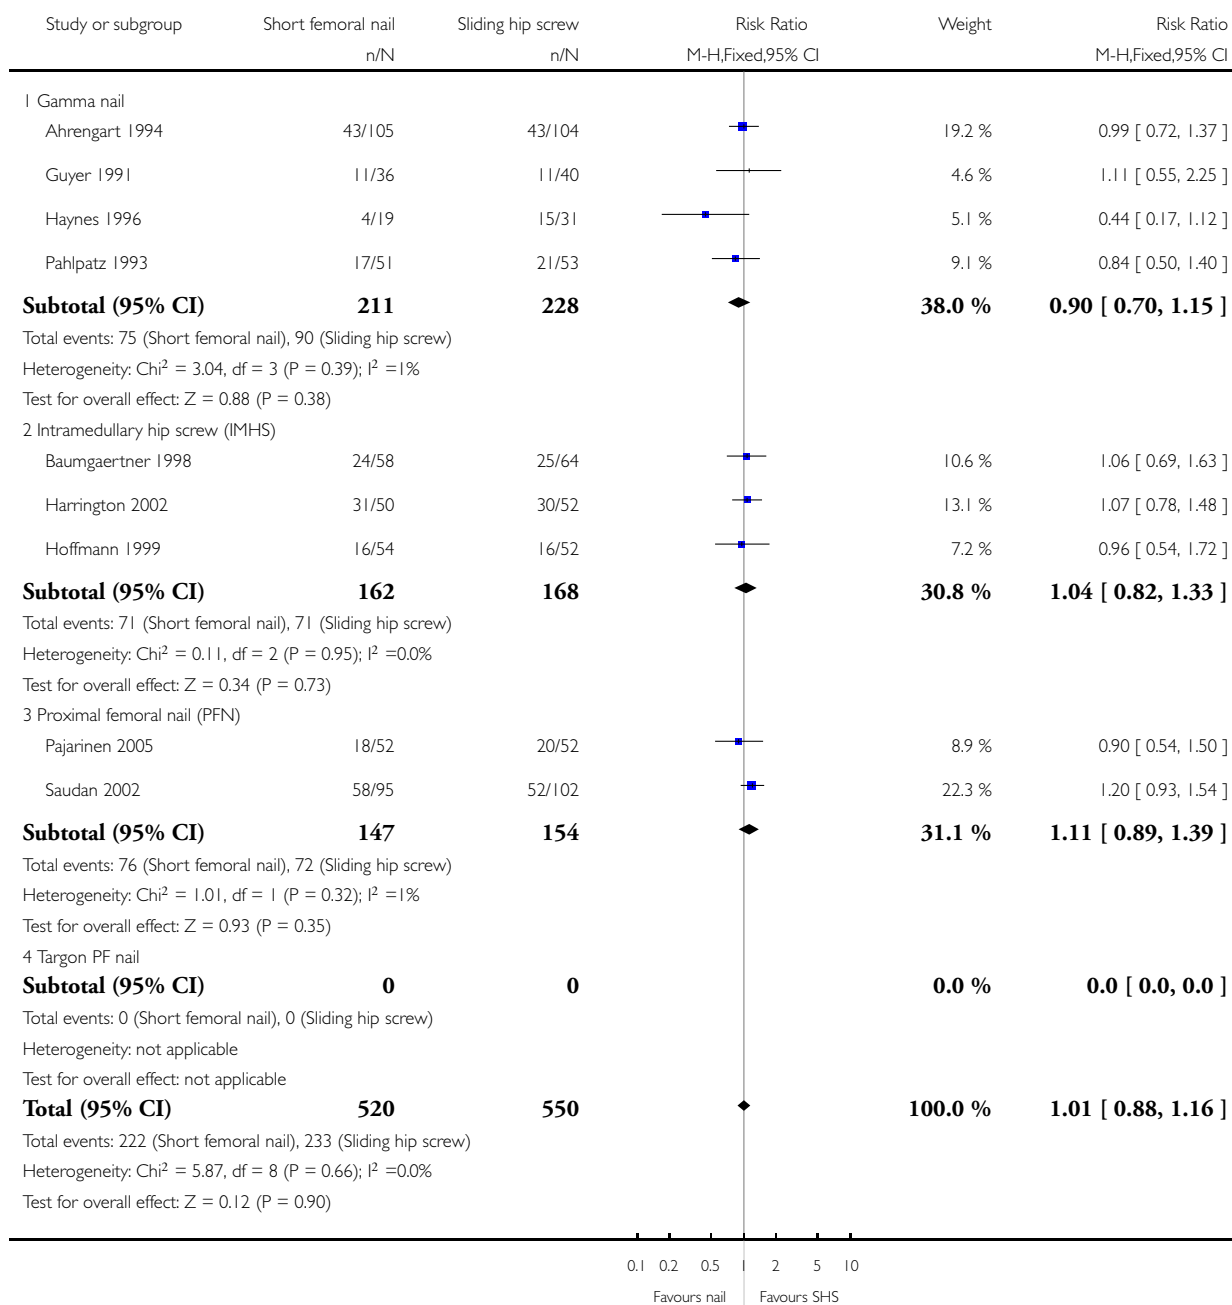 Study or subgroup Short femoral nail Sliding hip screw Risk Ratio Weight Risk Ratio
n/N n/N M-H,Fixed,95% CI M-H,Fixed,95% CI
1 Gamma nail
Ahrengart 1994 43/105 43/104 19.2 % 0.99 [ 0.72, 1.37 ]
Guyer 1991 11/36 11/40 4.6 % 1.11 [ 0.55, 2.25 ]
Haynes 1996 4/19 15/31 5.1 % 0.44 [ 0.17, 1.12 ]
Pahlpatz 1993 17/51 21/53 9.1 % 0.84 [ 0.50, 1.40 ]
Subtotal (95% CI) 211 228 38.0 % 0.90 [ 0.70, 1.15 ]
Total events: 75 (Short femoral nail), 90 (Sliding hip screw)
Heterogeneity: Chi² = 3.04, df = 3 (P = 0.39); I² =1%
Test for overall effect: Z = 0.88 (P = 0.38)
2 Intramedullary hip screw (IMHS)
Baumgaertner 1998 24/58 25/64 10.6 % 1.06 [ 0.69, 1.63 ]
Harrington 2002 31/50 30/52 13.1 % 1.07 [ 0.78, 1.48 ]
Hoffmann 1999 16/54 16/52 7.2 % 0.96 [ 0.54, 1.72 ]
Subtotal (95% CI) 162 168 30.8 % 1.04 [ 0.82, 1.33 ]
Total events: 71 (Short femoral nail), 71 (Sliding hip screw)
Heterogeneity: Chi² = 0.11, df = 2 (P = 0.95); I² =0.0%
Test for overall effect: Z = 0.34 (P = 0.73)
3 Proximal femoral nail (PFN)
Pajarinen 2005 18/52 20/52 8.9 % 0.90 [ 0.54, 1.50 ]
Saudan 2002 58/95 52/102 22.3 % 1.20 [ 0.93, 1.54 ]
Subtotal (95% CI) 147 154 31.1 % 1.11 [ 0.89, 1.39 ]
Total events: 76 (Short femoral nail), 72 (Sliding hip screw)
Heterogeneity: Chi² = 1.01, df = 1 (P = 0.32); I² =1%
Test for overall effect: Z = 0.93 (P = 0.35)
4 Targon PF nail
Subtotal (95% CI) 0 0 0.0 % 0.0 [ 0.0, 0.0 ]
Total events: 0 (Short femoral nail), 0 (Sliding hip screw)
Heterogeneity: not applicable
Test for overall effect: not applicable
Total (95% CI) 520 550 100.0 % 1.01 [ 0.88, 1.16 ]
Total events: 222 (Short femoral nail), 233 (Sliding hip screw)
Heterogeneity: Chi² = 5.87, df = 8 (P = 0.66); I² =0.0%
Test for overall effect: Z = 0.12 (P = 0.90)
0.1 0.2 0.5 1 2 5 10
Favours nail Favours SHS